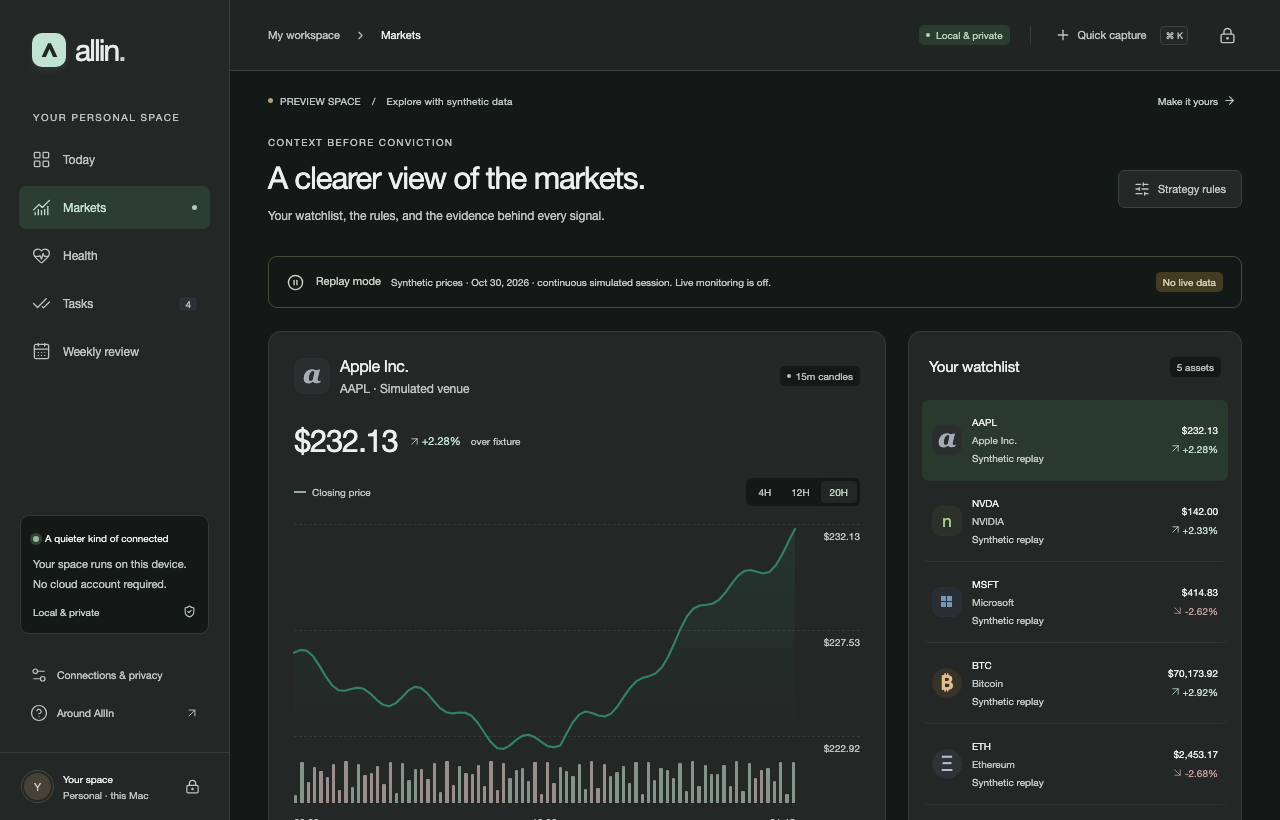 allin.
YOUR PERSONAL SPACE
Today
Markets
Health
Tasks 4
Weekly review
A quieter kind of connected
Your space runs on this device.
No cloud account required.
Local & private
Connections & privacy
Around AllIn
Y
Your space
Personal · this Mac
My workspace > Markets
Local & private
Quick capture ⌘ K
PREVIEW SPACE / Explore with synthetic data
Make it yours →
CONTEXT BEFORE CONVICTION
A clearer view of the markets.
Your watchlist, the rules, and the evidence behind every signal.
Strategy rules
Replay mode Synthetic prices · Oct 30, 2026 · continuous simulated session. Live monitoring is off.
No live data
a
Apple Inc.
AAPL · Simulated venue
15m candles
$232.13 +2.28% over fixture
Closing price
4H 12H 20H
$232.13
$227.53
$222.92
Your watchlist
5 assets
a
AAPL
Apple Inc.
Synthetic replay
$232.13
+2.28%
n
NVDA
NVIDIA
Synthetic replay
$142.00
+2.33%
MSFT
Microsoft
Synthetic replay
$414.83
-2.62%
BTC
Bitcoin
Synthetic replay
$70,173.92
+2.92%
ETH
Ethereum
Synthetic replay
$2,453.17
-2.68%